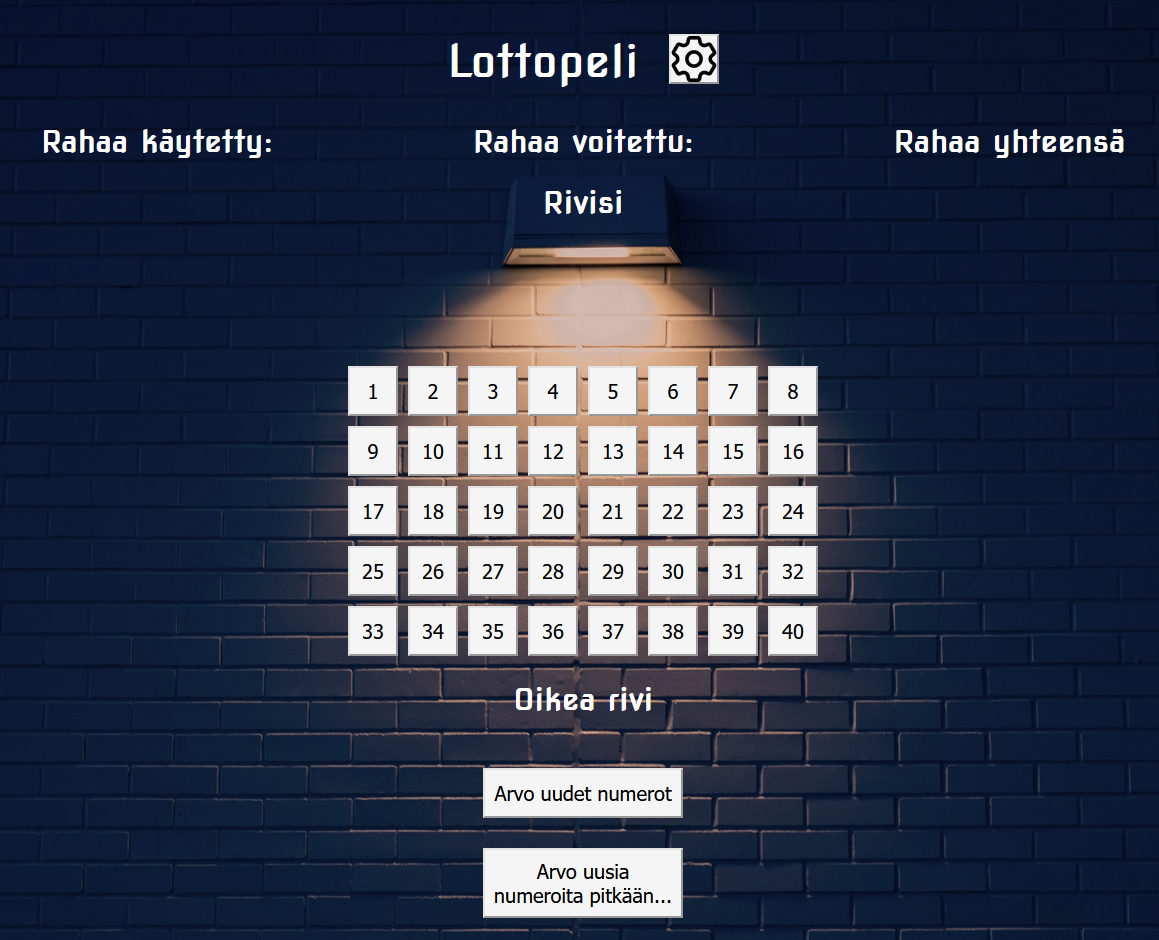 Lottopeli
Rahaa käytetty: Rahaa voitettu: Rahaa yhteensä
Rivisi
1 2 3 4 5 6 7 8
9 10 11 12 13 14 15 16
17 18 19 20 21 22 23 24
25 26 27 28 29 30 31 32
33 34 35 36 37 38 39 40
Oikea rivi
Arvo uudet numerot
Arvo uusia
numeroita pitkään...